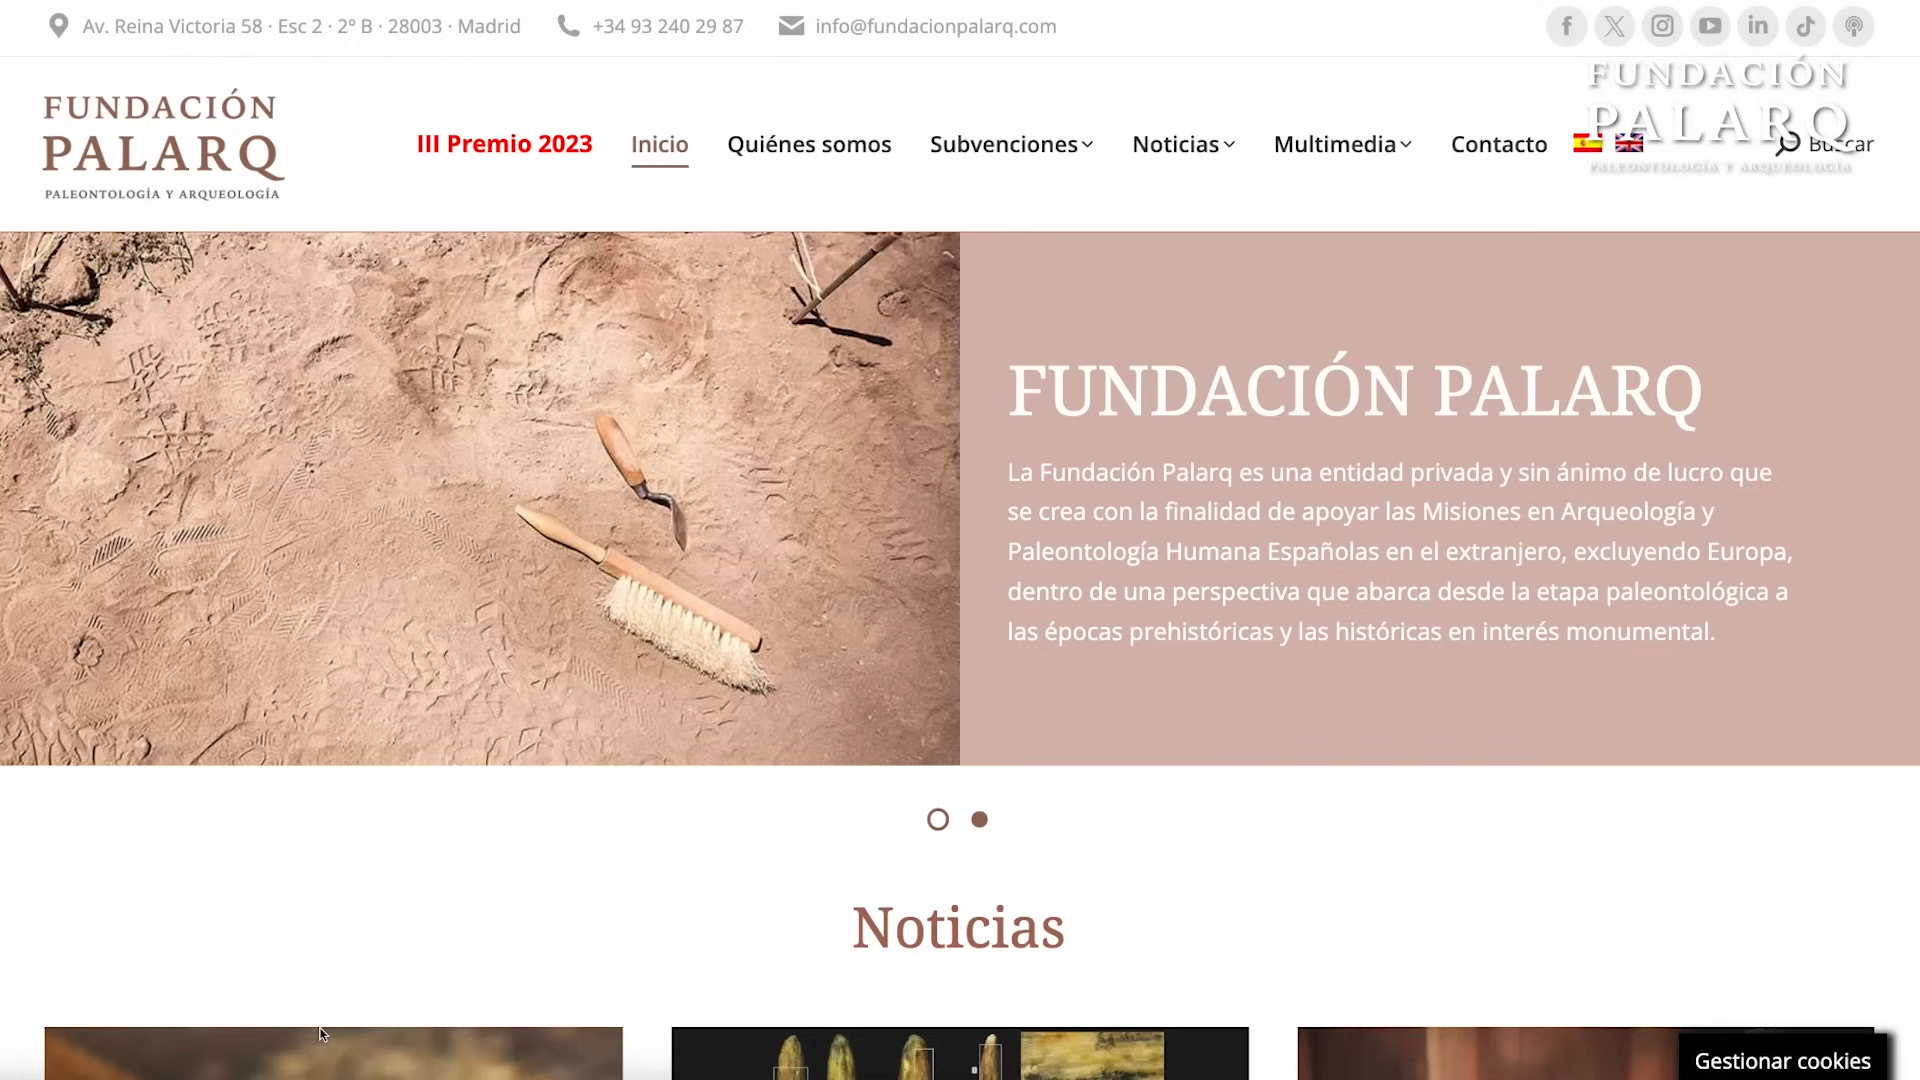 Av. Reina Victoria 58 · Esc 2 · 2º B · 28003 · Madrid
+34 93 240 29 87
info@fundacionpalarq.com
FUNDACIÓN
PALARQ
PALEONTOLOGÍA Y ARQUEOLOGÍA
III Premio 2023
Inicio
Quiénes somos
Subvenciones
Noticias
Multimedia
Contacto
Buscar
FUNDACIÓN
PALARQ
PALEONTOLOGÍA Y ARQUEOLOGÍA
FUNDACIÓN PALARQ
La Fundación Palarq es una entidad privada y sin ánimo de lucro que
se crea con la finalidad de apoyar las Misiones en Arqueología y
Paleontología Humana Españolas en el extranjero, excluyendo Europa,
dentro de una perspectiva que abarca desde la etapa paleontológica a
las épocas prehistóricas y las históricas en interés monumental.
Noticias
Gestionar cookies